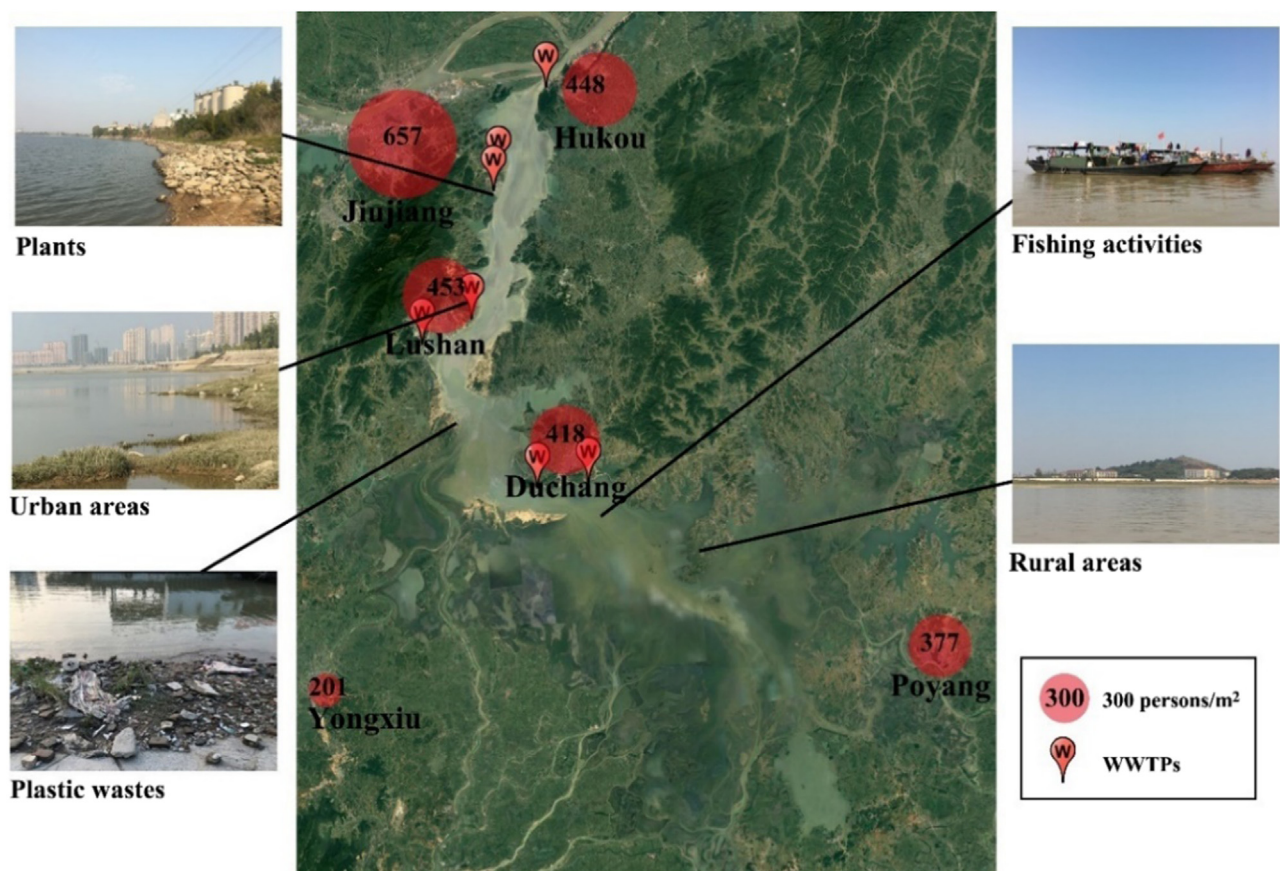 Plants
Urban areas
Plastic wastes
W
448
Hukou
657
W
W
Jiujiang
453
W
W
Lushan
418
W
W
Duchang
377
Poyang
201
Yongxiu
Fishing activities
Rural areas
300 300 persons/m²
W WWTPs